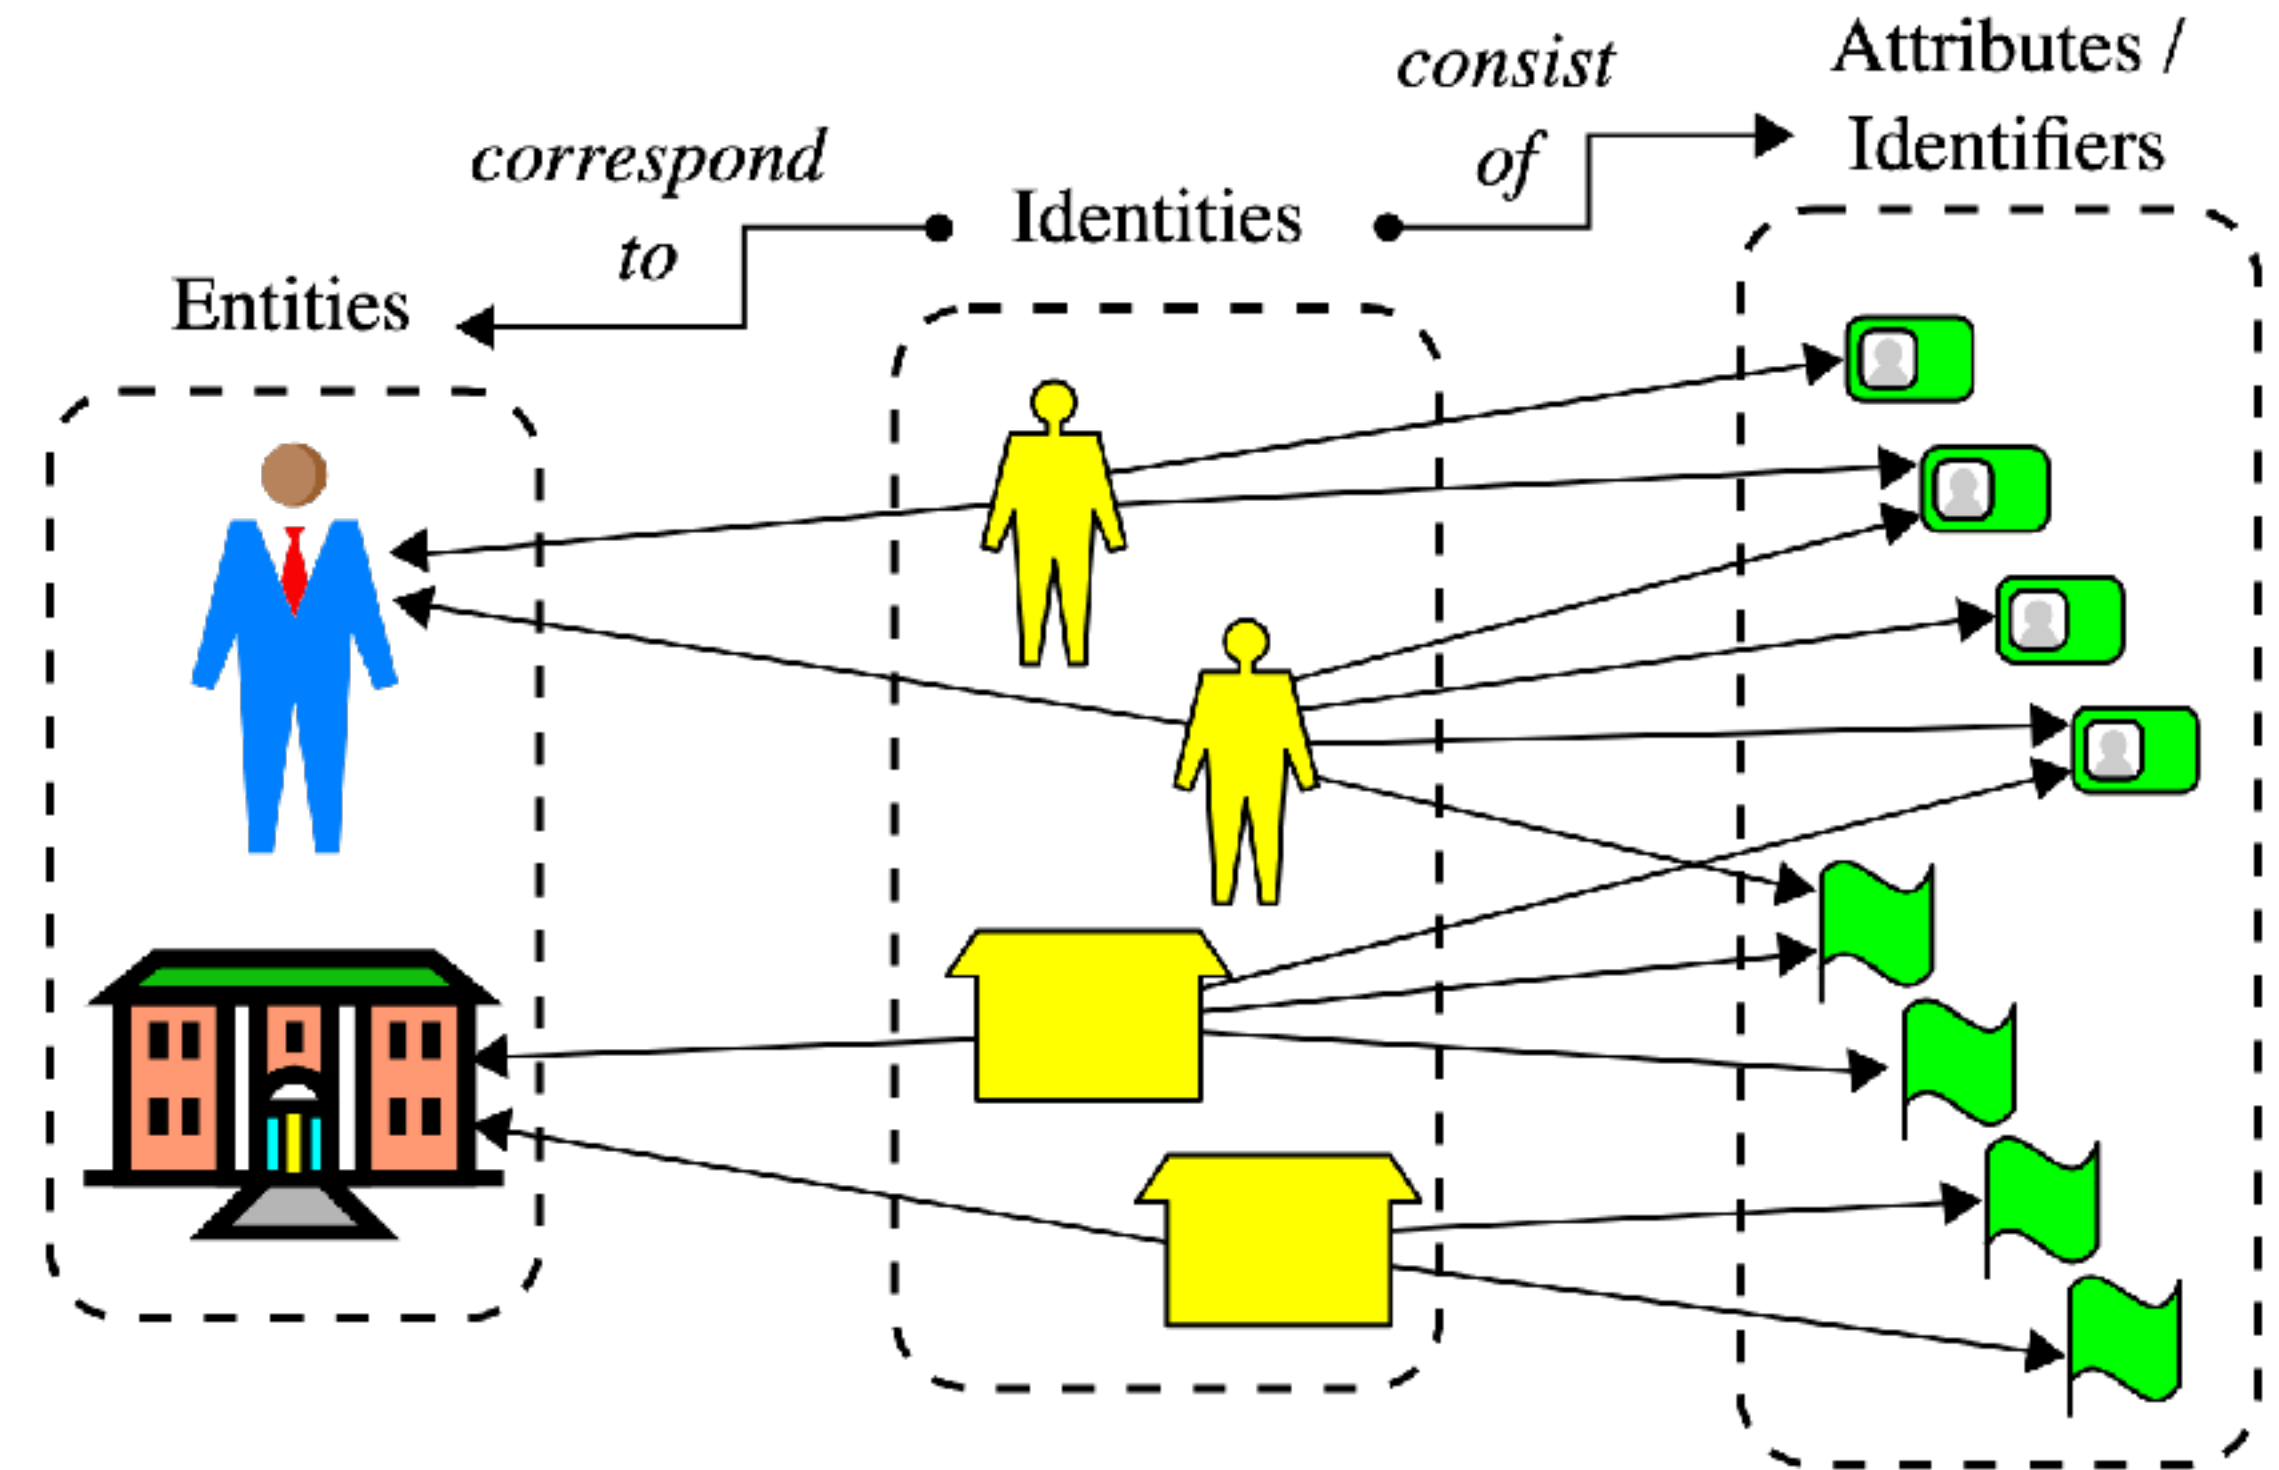 consist
of
Attributes /
Identifiers
correspond
to
Identities
Entities